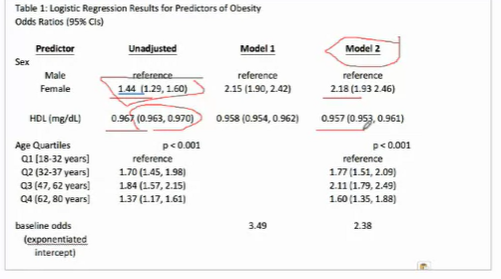 Table 1: Logistic Regression Results for Predictors of Obesity
Odds Ratios (95% CIs)
Predictor Unadjusted Model 1 Model 2
Sex
Male reference reference reference
Female 1.44 (1.29, 1.60) 2.15 (1.90, 2.42) 2.18 (1.93 2.46)
HDL (mg/dL) 0.967 (0.963, 0.970) 0.958 (0.954, 0.962) 0.957 (0.953, 0.961)
Age Quartiles p < 0.001 p < 0.001
Q1 [18-32 years] reference reference
Q2 (32-37 years] 1.70 (1.45, 1.98) 1.77 (1.51, 2.09)
Q3 (47, 62 years] 1.84 (1.57, 2.15) 2.11 (1.79, 2.49)
Q4 (62, 80 years] 1.37 (1.17, 1.61) 1.60 (1.35, 1.88)
baseline odds 3.49 2.38
(exponentiated
intercept)